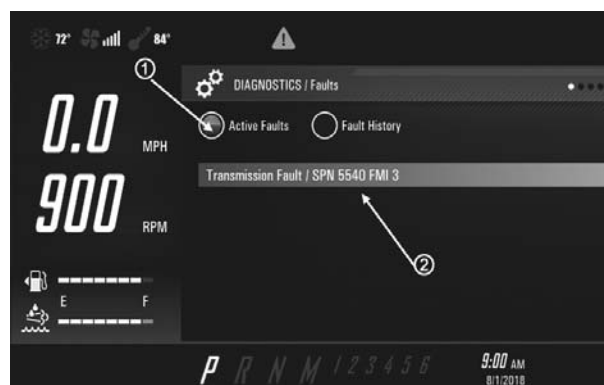 72° 84°
1
DIAGNOSTICS / Faults
Active Faults Fault History
0.0 MPH
Transmission Fault / SPN 5540 FMI 3
900 RPM
2
E F
P R N M 1 2 3 4 5 6
9:00 AM
8/1/2018